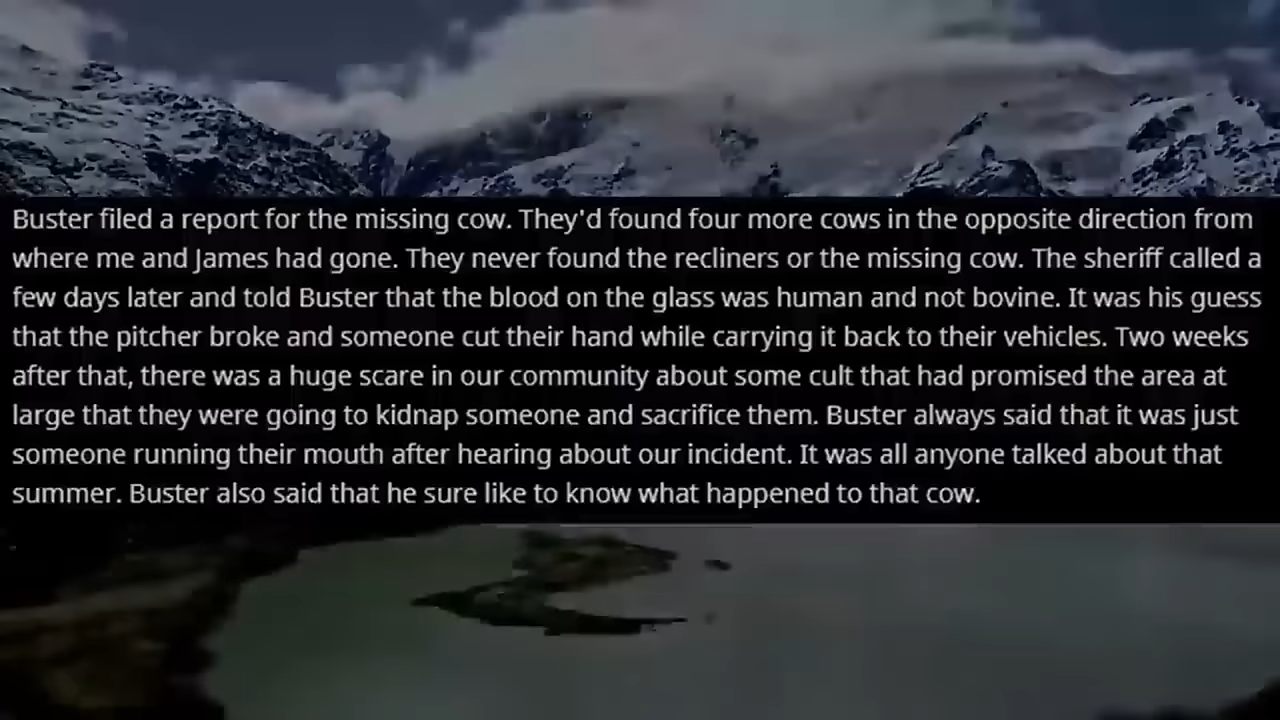 Buster filed a report for the missing cow. They'd found four more cows in the opposite direction from
where me and James had gone. They never found the recliners or the missing cow. The sheriff called a
few days later and told Buster that the blood on the glass was human and not bovine. It was his guess
that the pitcher broke and someone cut their hand while carrying it back to their vehicles. Two weeks
after that, there was a huge scare in our community about some cult that had promised the area at
large that they were going to kidnap someone and sacrifice them. Buster always said that it was just
someone running their mouth after hearing about our incident. It was all anyone talked about that
summer. Buster also said that he sure like to know what happened to that cow.